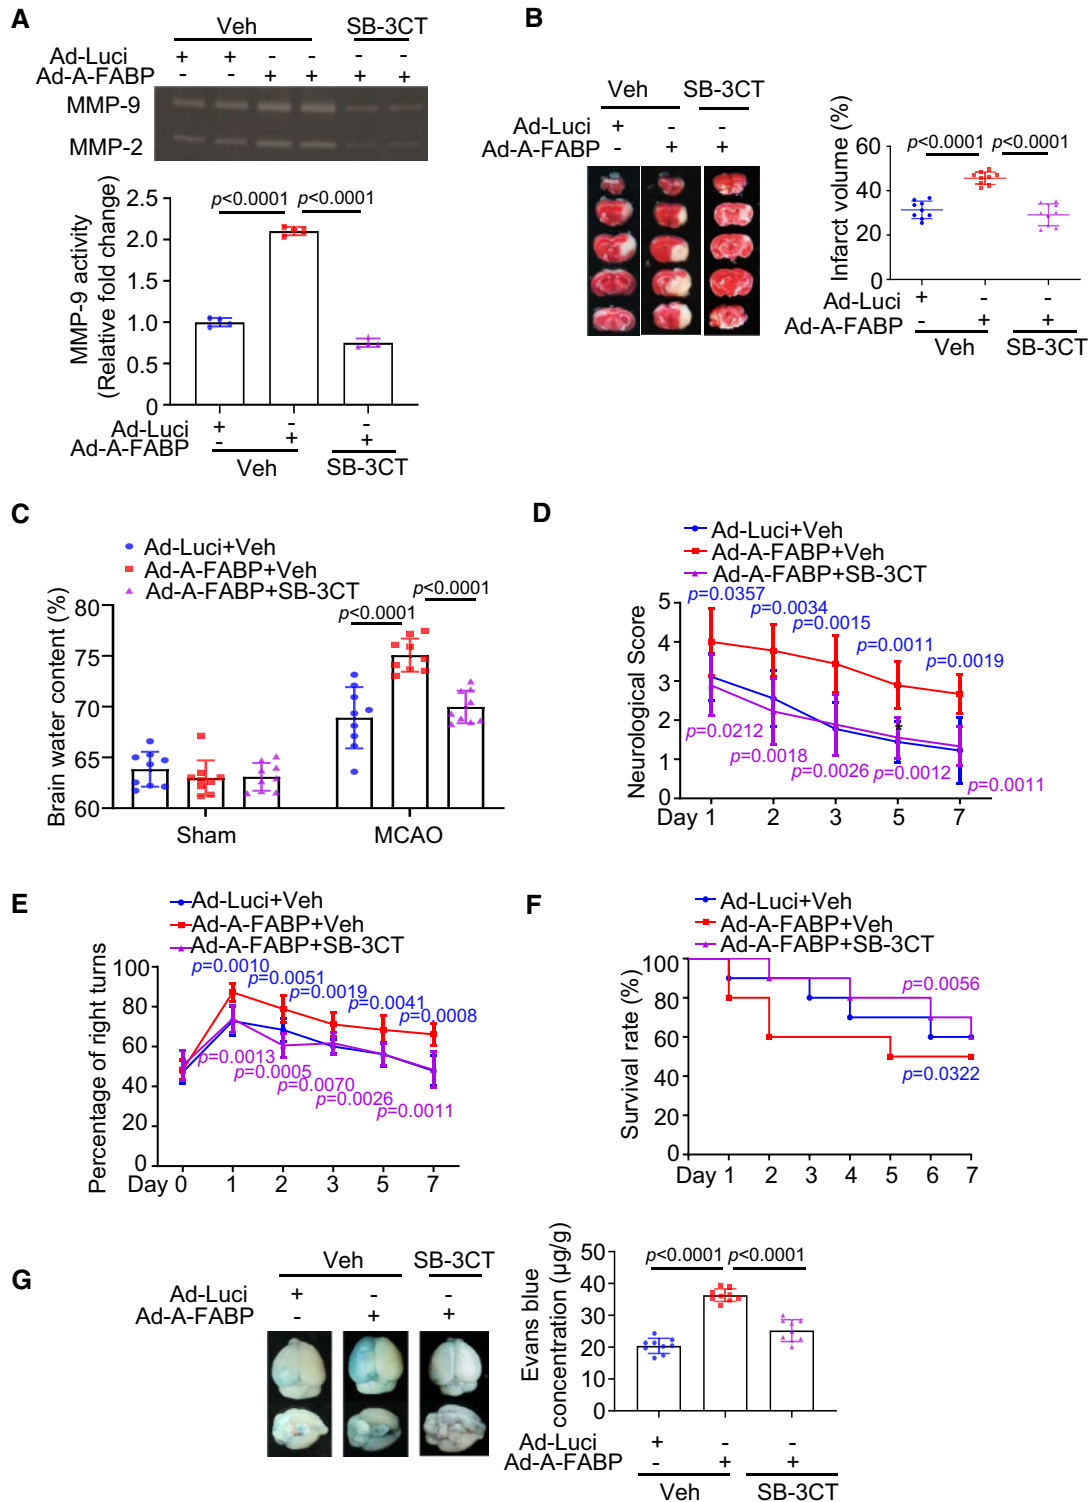 A
Veh SB-3CT
Ad-Luci + + - - - -
Ad-A-FABP - - + + + +
MMP-9
MMP-2
MMP-9 activity
(Relative fold change)
2.5
2.0
1.5
1.0
0.5
0
p<0.0001 p<0.0001
Ad-Luci + - -
Ad-A-FABP - + +
Veh SB-3CT
B
Veh SB-3CT
Ad-Luci + - -
Ad-A-FABP - + +
Infarct volume (%)
60
40
20
0
p<0.0001 p<0.0001
Ad-Luci + - -
Ad-A-FABP - + +
Veh SB-3CT
C
Ad-Luci+Veh
Ad-A-FABP+Veh
Ad-A-FABP+SB-3CT
Brain water content (%)
80
75
70
65
60
p<0.0001
p<0.0001
Sham MCAO
D
Ad-Luci+Veh
Ad-A-FABP+Veh
Ad-A-FABP+SB-3CT
Neurological Score
5
4
3
2
1
0
p=0.0357
p=0.0034
p=0.0015
p=0.0011
p=0.0019
*
p=0.0212
p=0.0018
p=0.0026
p=0.0012
p=0.0011
Day 1 2 3 5 7
E
Ad-Luci+Veh
Ad-A-FABP+Veh
Ad-A-FABP+SB-3CT
Percentage of right turns
100
80
60
40
20
0
p=0.0010
p=0.0051
p=0.0019
p=0.0041
p=0.0008
p=0.0013
p=0.0005
p=0.0070
p=0.0026
p=0.0011
Day 0 1 2 3 5 7
F
Ad-Luci+Veh
Ad-A-FABP+Veh
Ad-A-FABP+SB-3CT
Survival rate (%)
100
80
60
40
20
0
p=0.0056
p=0.0322
Day 1 2 3 4 5 6 7
G
Veh SB-3CT
Ad-Luci + - -
Ad-A-FABP - + +
Evans blue
concentration (μg/g)
50
40
30
20
10
0
p<0.0001 p<0.0001
Ad-Luci + - -
Ad-A-FABP - + +
Veh SB-3CT